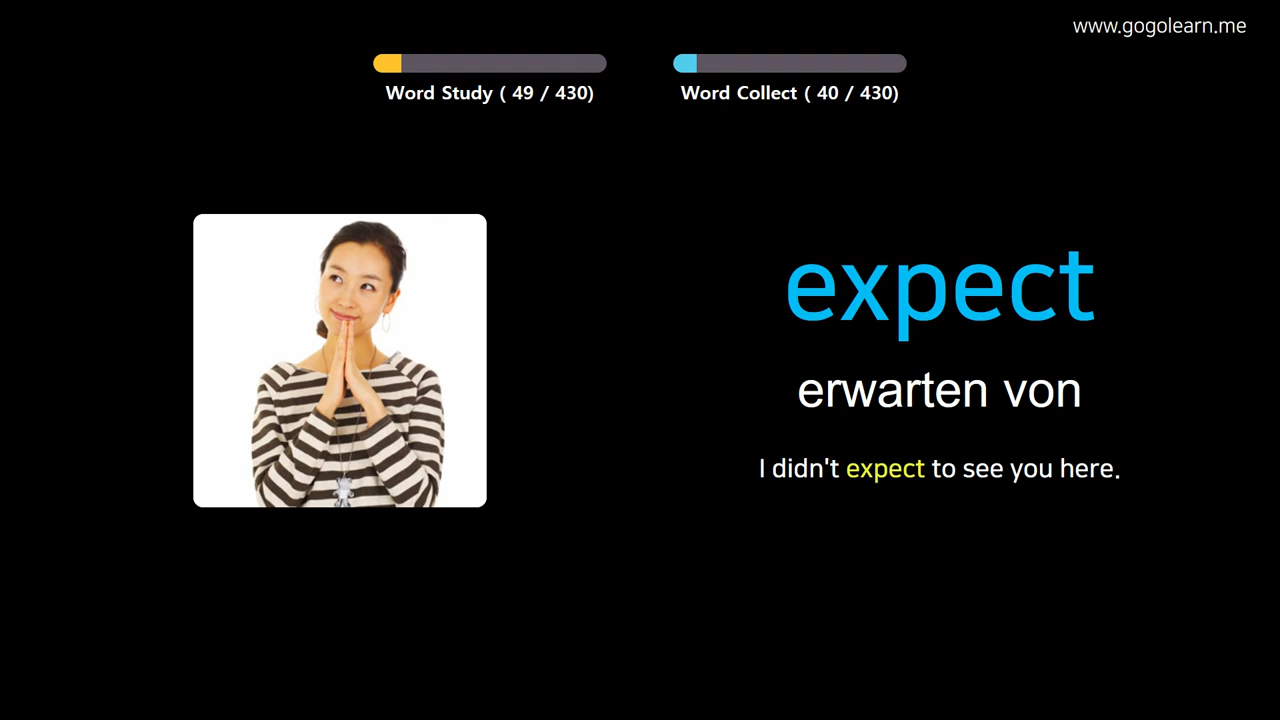 www.gogolearn.me
Word Study ( 49 / 430)
Word Collect ( 40 / 430)
expect
erwarten von
I didn't expect to see you here.